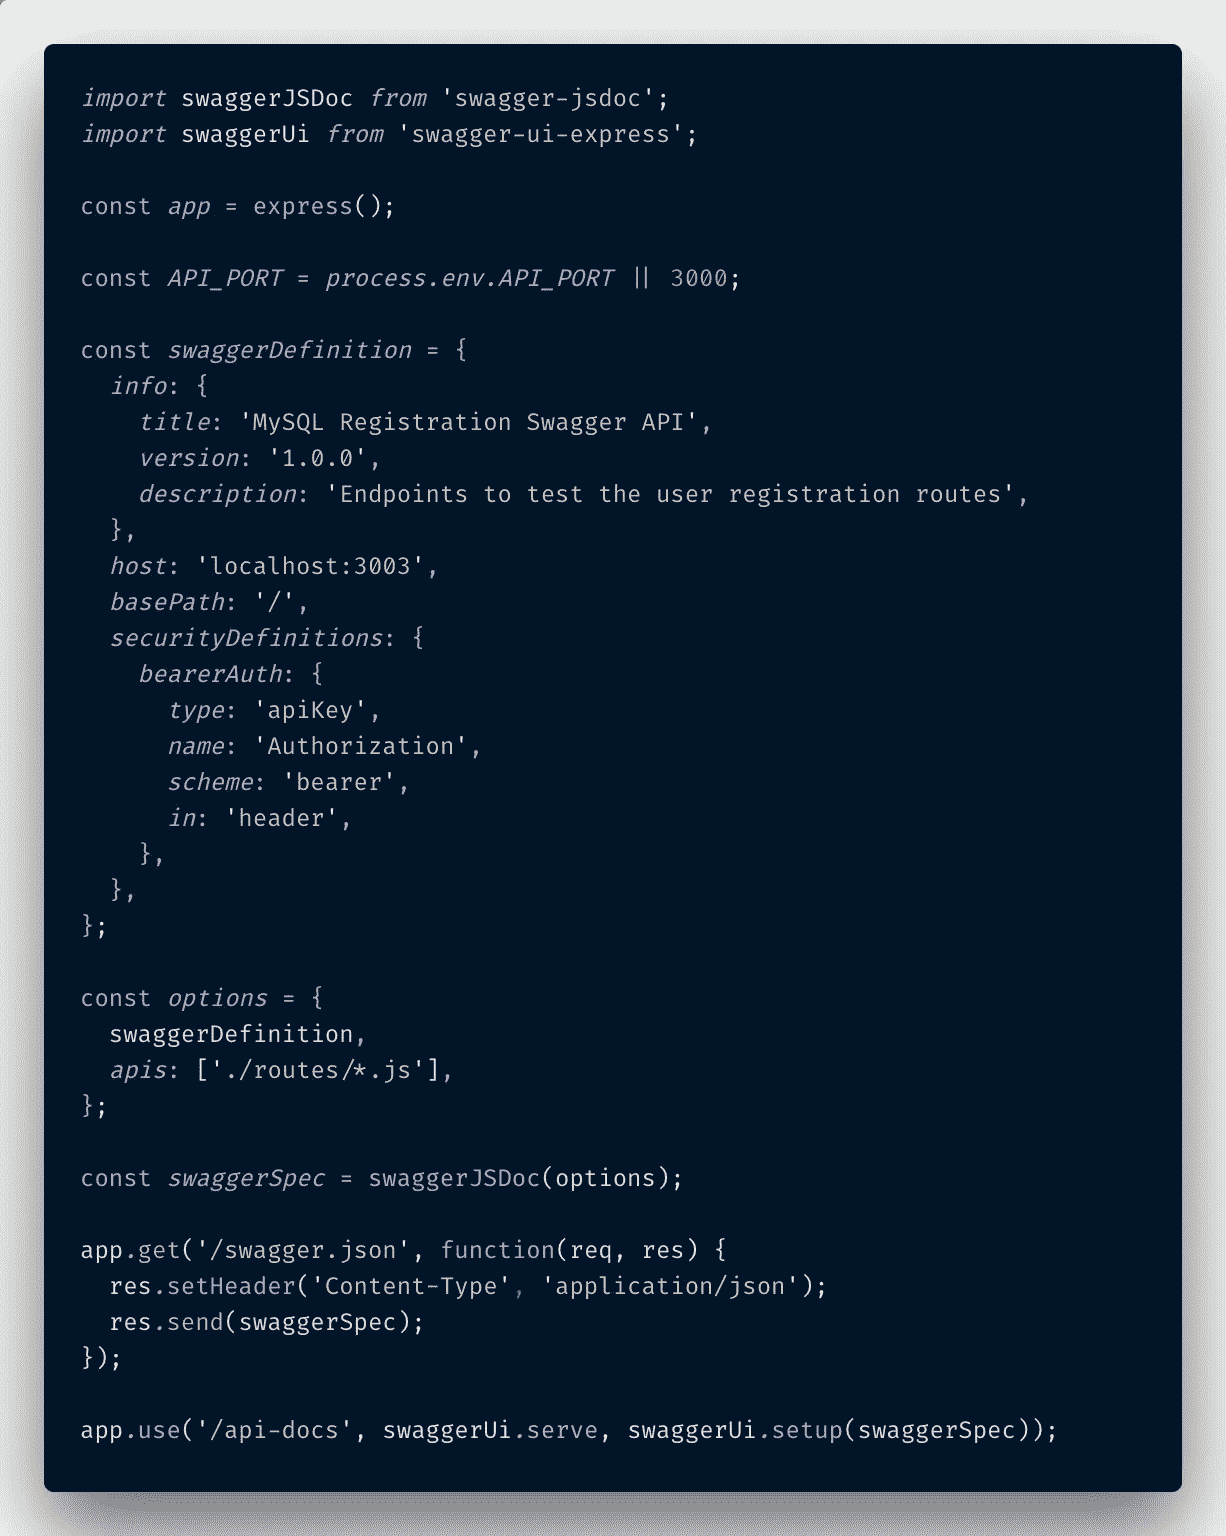 import swaggerJSDoc from 'swagger-jsdoc';
import swaggerUi from 'swagger-ui-express';

const app = express();

const API_PORT = process.env.API_PORT || 3000;

const swaggerDefinition = {
  info: {
    title: 'MySQL Registration Swagger API',
    version: '1.0.0',
    description: 'Endpoints to test the user registration routes',
  },
  host: 'localhost:3003',
  basePath: '/',
  securityDefinitions: {
    bearerAuth: {
      type: 'apiKey',
      name: 'Authorization',
      scheme: 'bearer',
      in: 'header',
    },
  },
};

const options = {
  swaggerDefinition,
  apis: ['./routes/*.js'],
};

const swaggerSpec = swaggerJSDoc(options);

app.get('/swagger.json', function(req, res) {
  res.setHeader('Content-Type', 'application/json');
  res.send(swaggerSpec);
});

app.use('/api-docs', swaggerUi.serve, swaggerUi.setup(swaggerSpec));